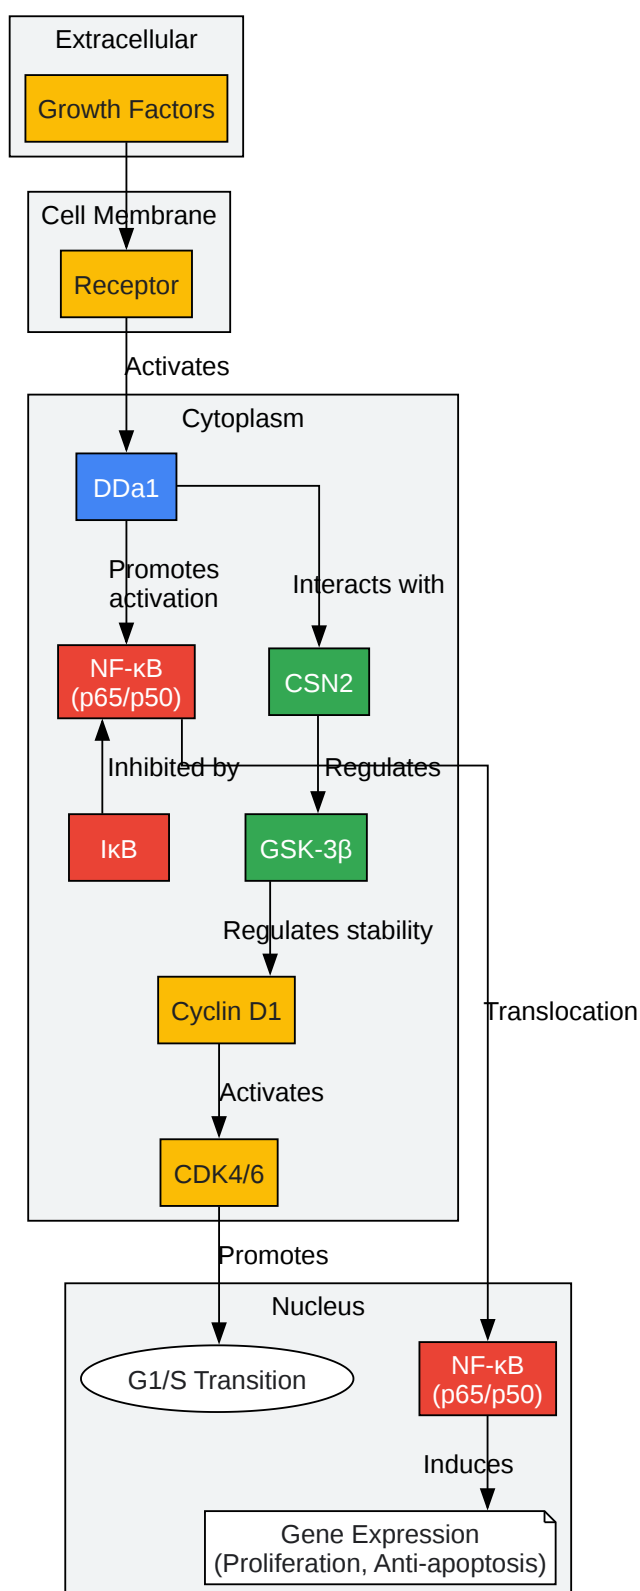 Extracellular
Growth Factors
Cell Membrane
Receptor
Activates
Cytoplasm
DDa1
Promotes
activation
Interacts with
NF-κB
(p65/p50)
CSN2
Inhibited by
Regulates
IκB
GSK-3β
Regulates stability
Cyclin D1
Translocation
Activates
CDK4/6
Promotes
Nucleus
G1/S Transition
NF-κB
(p65/p50)
Induces
Gene Expression
(Proliferation, Anti-apoptosis)